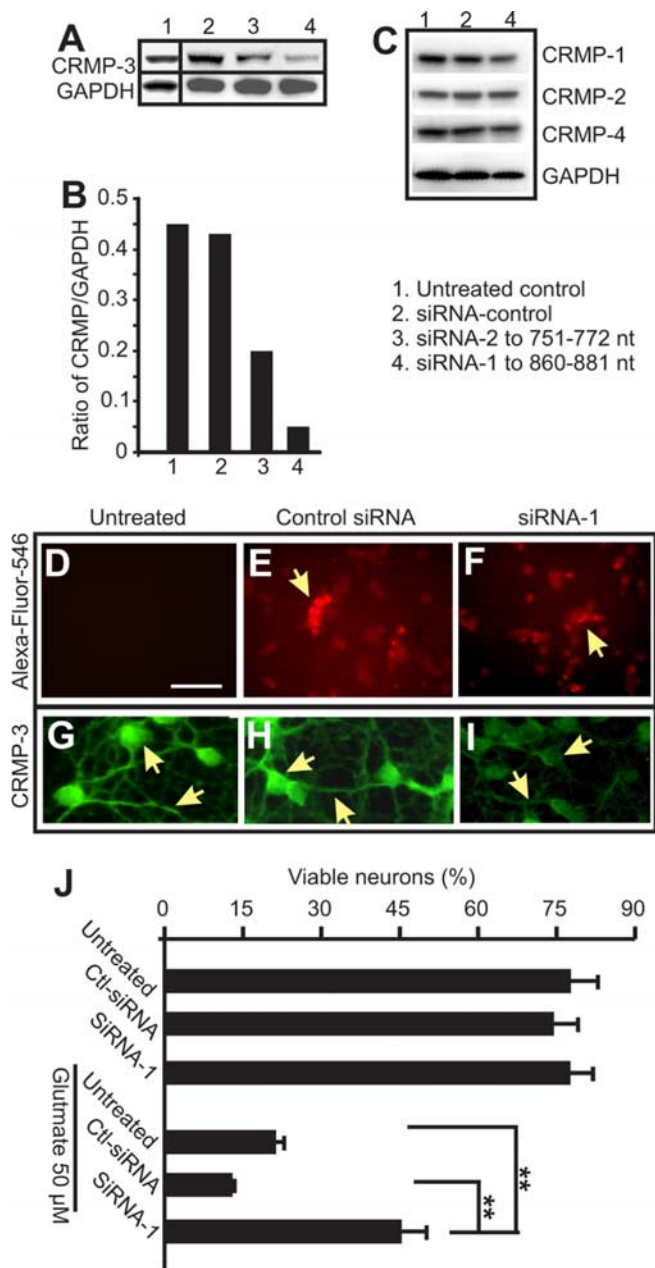 A
1 2 3 4
CRMP-3
GAPDH
C
1 2 4
CRMP-1
CRMP-2
CRMP-4
GAPDH
B
Ratio of CRMP/GAPDH
0.5
0.4
0.2
0
1 2 3 4
1. Untreated control
2. siRNA-control
3. siRNA-2 to 751-772 nt
4. siRNA-1 to 860-881 nt
Untreated Control siRNA siRNA-1
Alexa-Fluor-546
D E F
CRMP-3
G H I
J
Viable neurons (%)
0 15 30 45 60 75 90
Untreated
Ctl-siRNA
SiRNA-1
Glutmate 50 µM
Untreated
Ctl-siRNA
SiRNA-1
**
**